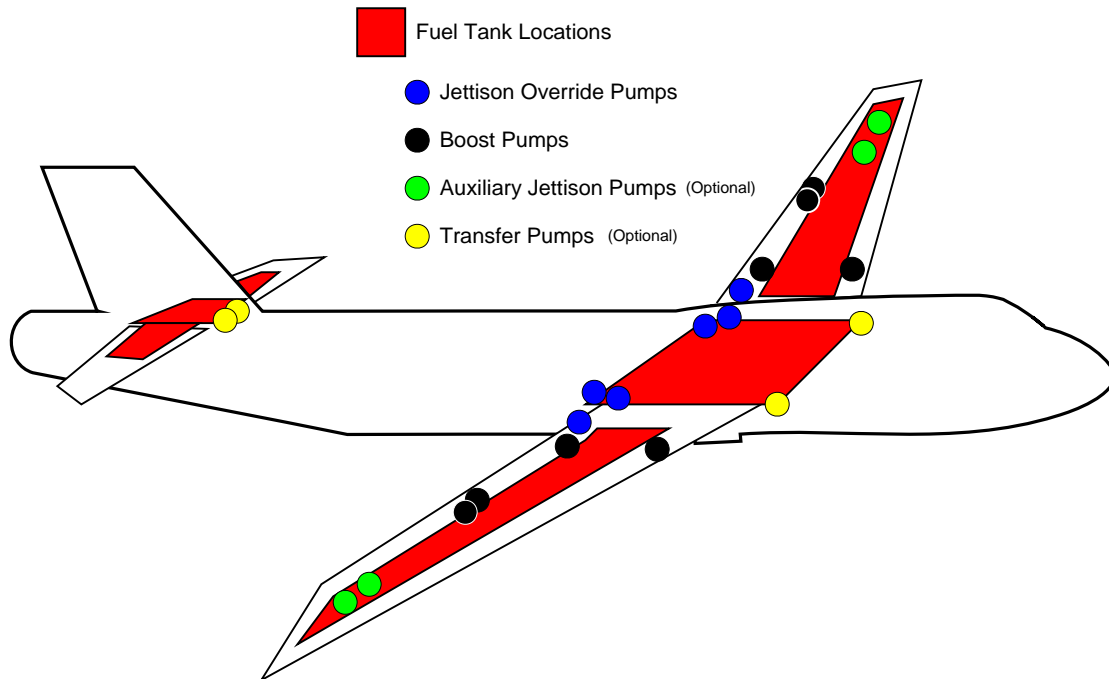 Fuel Tank Locations
Jettison Override Pumps
Boost Pumps
Auxiliary Jettison Pumps (Optional)
Transfer Pumps (Optional)